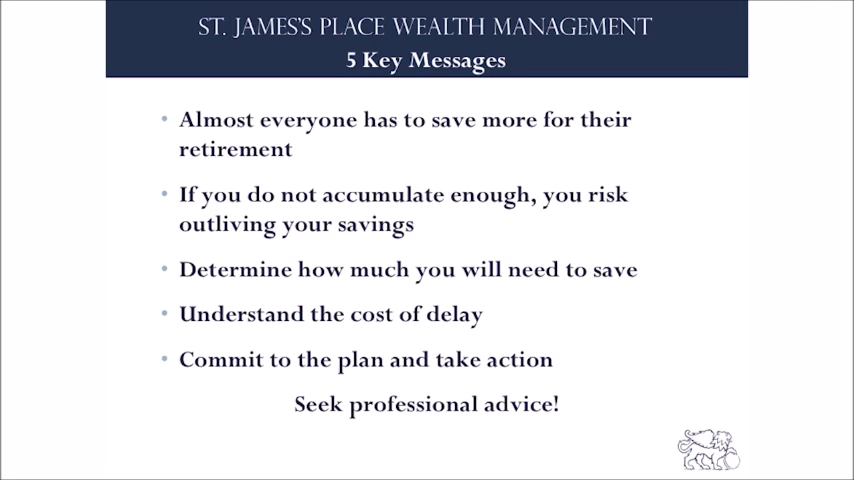 ST. JAMES'S PLACE WEALTH MANAGEMENT
5 Key Messages
• Almost everyone has to save more for their
retirement
• If you do not accumulate enough, you risk
outliving your savings
• Determine how much you will need to save
• Understand the cost of delay
• Commit to the plan and take action
Seek professional advice!